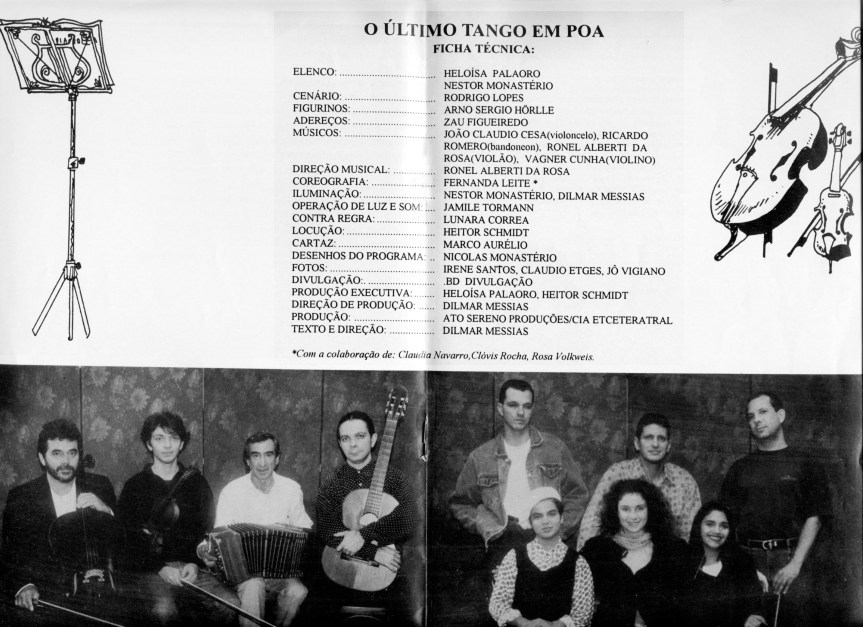 O ÚLTIMO TANGO EM POA
FICHA TÉCNICA:
ELENCO: ................................ HELOÍSA PALAORO
NESTOR MONASTÉRIO
CENÁRIO: .............................. RODRIGO LOPES
FIGURINOS: ........................... ARNO SERGIO HÖRLLE
ADEREÇOS: .......................... ZAU FIGUEIREDO
MÚSICOS: .............................. JOÃO CLAUDIO CESA(violoncelo), RICARDO
ROMERO(bandoneon), RONEL ALBERTI DA
ROSA(VIOLÃO), VAGNER CUNHA(VIOLINO)
DIREÇÃO MUSICAL: ............. RONEL ALBERTI DA ROSA
COREOGRAFIA: .................... FERNANDA LEITE *
ILUMINAÇÃO: ...................... NESTOR MONASTÉRIO, DILMAR MESSIAS
OPERAÇÃO DE LUZ E SOM: ... JAMILE TORMANN
CONTRA REGRA: .................. LUNARA CORREA
LOCUÇÃO: ............................ HEITOR SCHMIDT
CARTAZ: ............................... MARCO AURÉLIO
DESENHOS DO PROGRAMA: .. NICOLAS MONASTÉRIO
FOTOS: .................................. IRENE SANTOS, CLAUDIO ETGES, JÔ VIGIANO
DIVULGAÇÃO:. ...................... .BD DIVULGAÇÃO
PRODUÇÃO EXECUTIVA: ....... HELOÍSA PALAORO, HEITOR SCHMIDT
DIREÇÃO DE PRODUÇÃO: ..... DILMAR MESSIAS
PRODUÇÃO: .......................... ATO SERENO PRODUÇÕES/CIA ETCETERATRAL
TEXTO E DIREÇÃO: ............... DILMAR MESSIAS
*Com a colaboração de: Claudia Navarro,Clóvis Rocha, Rosa Volkweis.